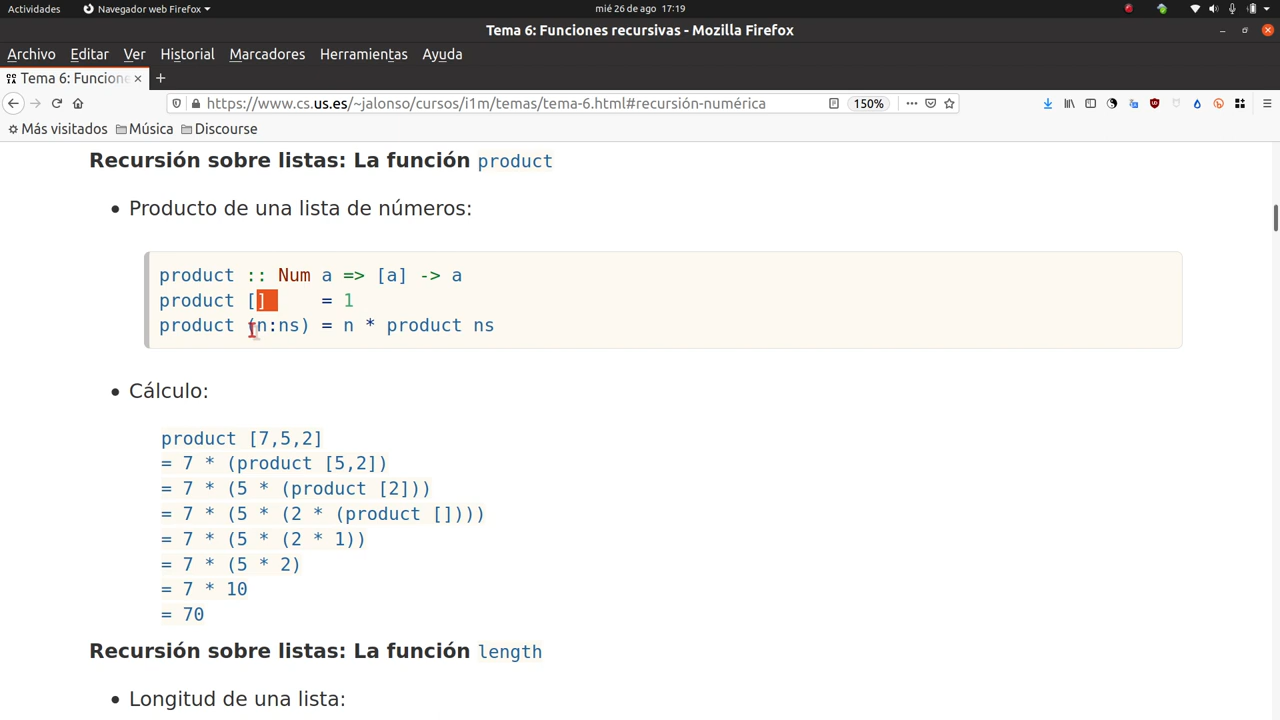 Actividades Navegador web Firefox mié 26 de ago 17:19
Tema 6: Funciones recursivas - Mozilla Firefox
Archivo Editar Ver Historial Marcadores Herramientas Ayuda
Tema 6: Funcione × +
https://www.cs.us.es/~jalonso/cursos/i1m/temas/tema-6.html#recursión-numérica 150%
Más visitados Música Discourse
Recursión sobre listas: La función product
• Producto de una lista de números:
product :: Num a => [a] -> a
product [] = 1
product (n:ns) = n * product ns
• Cálculo:
product [7,5,2]
= 7 * (product [5,2])
= 7 * (5 * (product [2]))
= 7 * (5 * (2 * (product [])))
= 7 * (5 * (2 * 1))
= 7 * (5 * 2)
= 7 * 10
= 70
Recursión sobre listas: La función length
• Longitud de una lista: